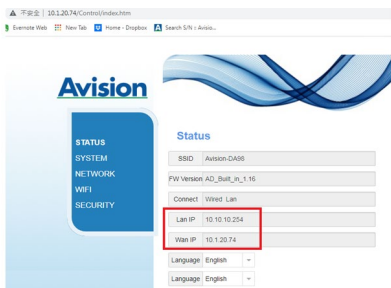 不安全 | 10.1.20.74/Control/index.htm
Evernote Web New Tab Home - Dropbox Search S/N :: Avisio...
Avision
STATUS
SYSTEM
NETWORK
WIFI
SECURITY
Status
SSID Avision-DA96
FW Version AD_Built_in_1.16
Connect Wired Lan
Lan IP 10.10.10.254
Wan IP 10.1.20.74
Language English
Language English